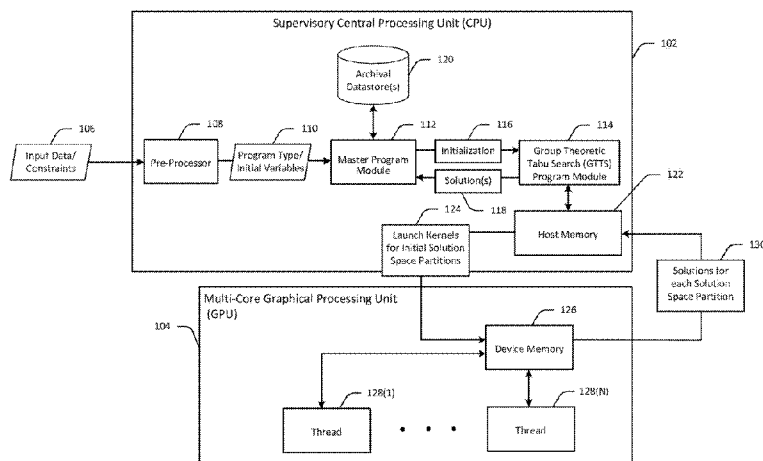 Supervisory Central Processing Unit (CPU)
102
120
Archival
Datastore(s)
106
108
110
112
116
114
Input Data/
Constraints
Pre-Processor
Program Type/
Initial Variables
Master Program
Module
Initialization
Group Theoretic
Tabu Search (GTTS)
Program Module
Solution(s)
118
122
124
Launch Kernels
for Initial Solution
Space Partitions
Host Memory
130
Solutions for
each Solution
Space Partition
Multi-Core Graphical Processing Unit
(GPU)
104
126
Device Memory
128(1)
128(N)
Thread
• • •
Thread